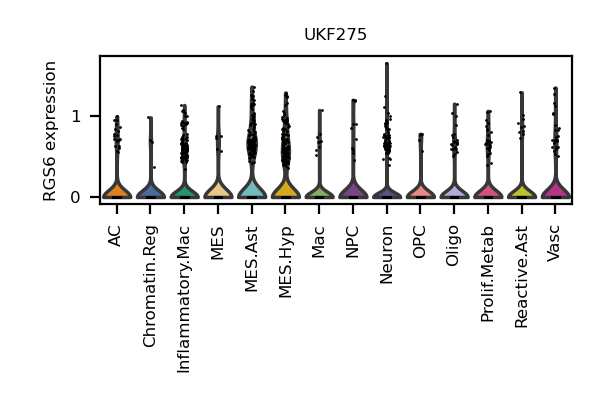 UKF275
RGS6 expression
1
0
AC
Chromatin.Reg
Inflammatory.Mac
MES
MES.Ast
MES.Hyp
Mac
NPC
Neuron
OPC
Oligo
Prolif.Metab
Reactive.Ast
Vasc